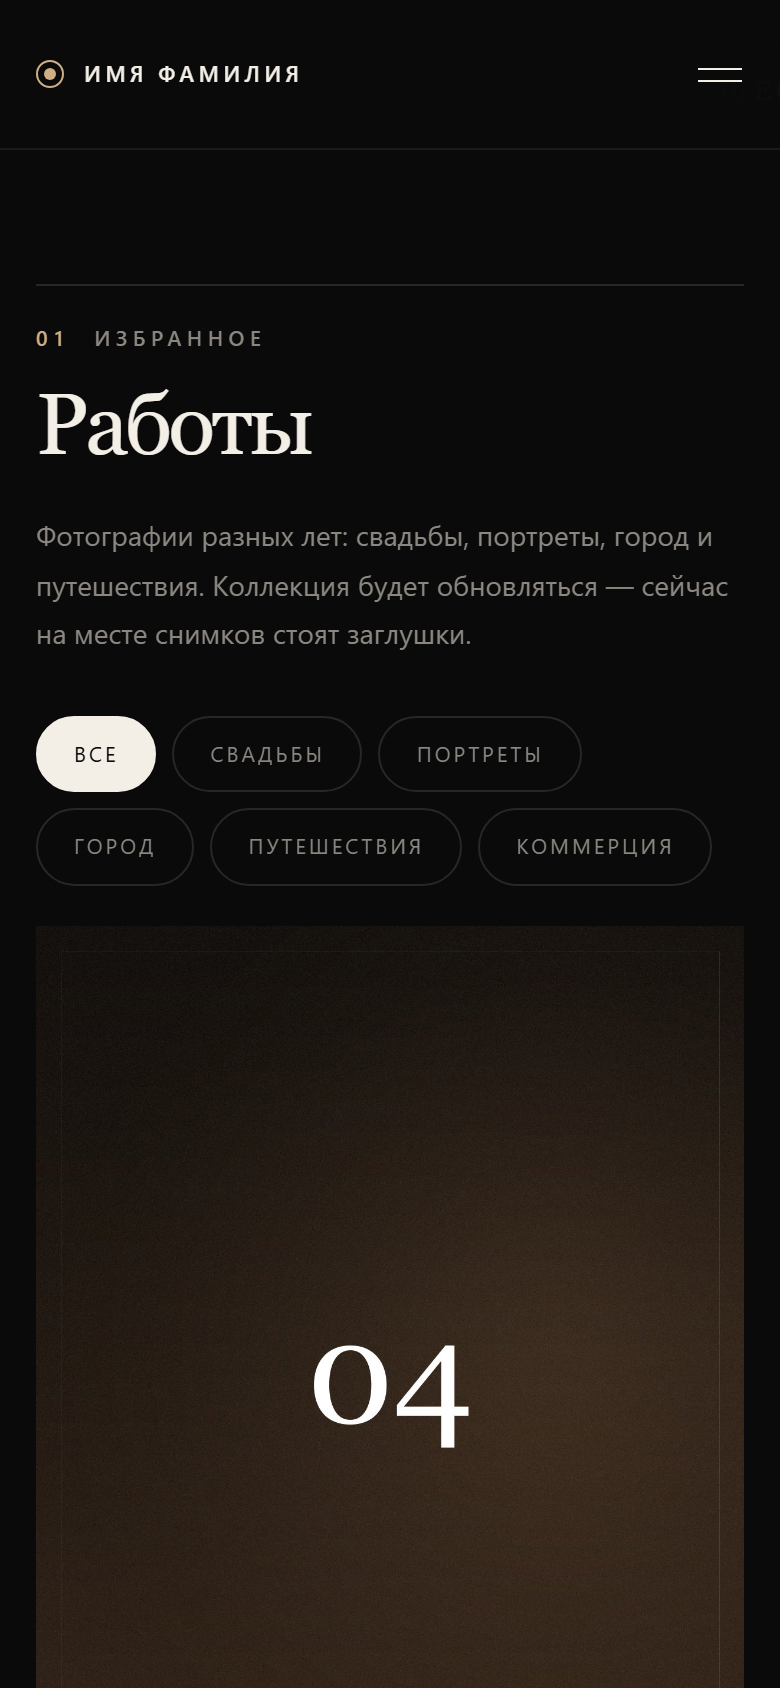 ИМЯ ФАМИЛИЯ
01 ИЗБРАННОЕ
Работы
Фотографии разных лет: свадьбы, портреты, город и
путешествия. Коллекция будет обновляться — сейчас
на месте снимков стоят заглушки.
ВСЕ СВАДЬБЫ ПОРТРЕТЫ
ГОРОД ПУТЕШЕСТВИЯ КОММЕРЦИЯ
04